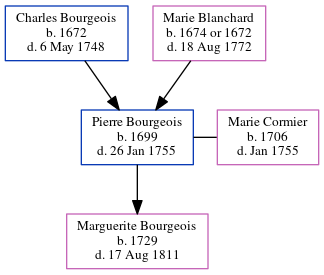 Charles Bourgeois
b. 1672
d. 6 May 1748
Marie Blanchard
b. 1674 or 1672
d. 18 Aug 1772
Pierre Bourgeois
b. 1699
d. 26 Jan 1755
Marie Cormier
b. 1706
d. Jan 1755
Marguerite Bourgeois
b. 1729
d. 17 Aug 1811